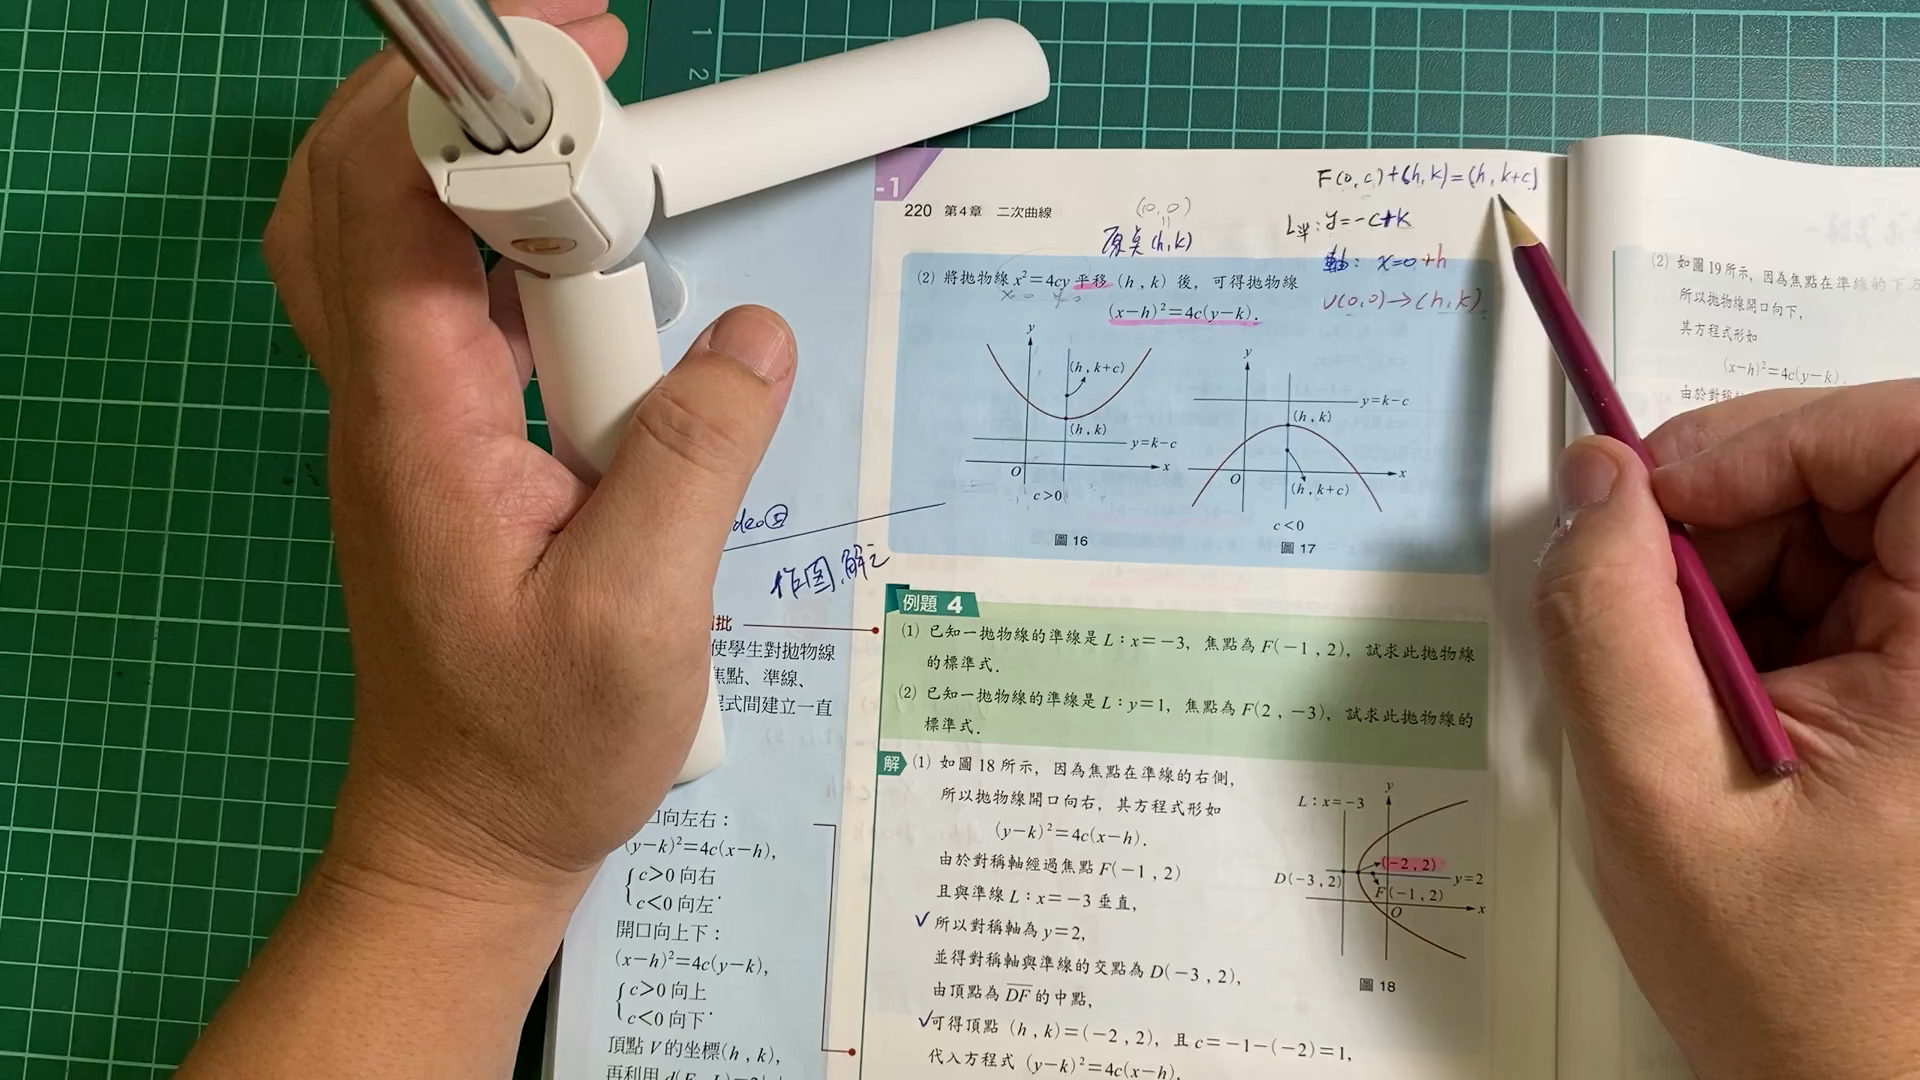 1
2
-1
220 第4章 二次曲線
(0,0)
原点(h,k)
F(0,c)+(h,k)=(h,k+c)
L準:y=-c+k
軸: x=0+h
V(0,0)→(h,k)
(2) 將拋物線 x²=4cy 平移 (h,k) 後，可得拋物線
(x-h)²=4c(y-k).
y
(h,k+c)
(h,k)
y=k-c
x
O
c>0
圖 16
y
y=k-c
(h,k)
x
O
(h,k+c)
c<0
圖 17
作圖.解
例題 4
(1) 已知一拋物線的準線是 L：x=-3，焦點為 F(-1,2)，試求此拋物線
的標準式.
(2) 已知一拋物線的準線是 L：y=1，焦點為 F(2,-3)，試求此拋物線的
標準式.
解 (1) 如圖 18 所示，因為焦點在準線的右側，
所以拋物線開口向右，其方程式形如
(y-k)²=4c(x-h).
由於對稱軸經過焦點 F(-1,2)
且與準線 L：x=-3 垂直，
✓所以對稱軸為 y=2，
並得對稱軸與準線的交點為 D(-3,2)，
由頂點為 DF 的中點，
✓可得頂點 (h,k)=(-2,2)，且 c=-1-(-2)=1，
代入方程式 (y-k)²=4c(x-h).
L：x=-3
y
(-2,2)
D(-3,2)
y=2
F(-1,2)
O
x
圖 18
批
使學生對拋物線
焦點、準線、
程式間建立一直
口向左右：
(y-k)²=4c(x-h)，
c>0 向右
c<0 向左.
開口向上下：
(x-h)²=4c(y-k)，
c>0 向上
c<0 向下.
頂點 V 的坐標(h,k)，
(2) 如圖 19 所示，因為焦點在準線的下方
所以拋物線開口向下，
其方程式形如
(x-h)²=4c(y-k).
由於對稱